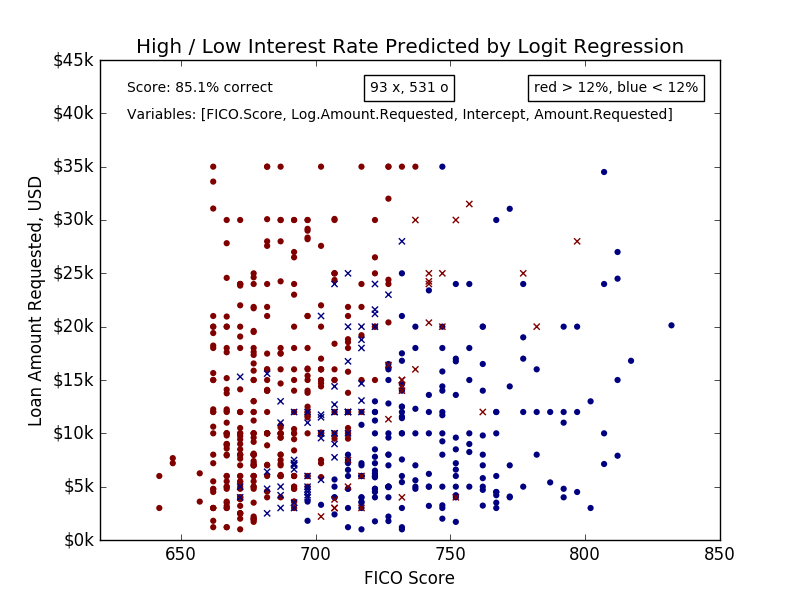 High / Low Interest Rate Predicted by Logit Regression
$45k
Score: 85.1% correct
93 x, 531 o
red > 12%, blue < 12%
$40k
Variables: [FICO.Score, Log.Amount.Requested, Intercept, Amount.Requested]
$35k
$30k
$25k
$20k
$15k
$10k
$5k
$0k
Loan Amount Requested, USD
650
700
750
800
850
FICO Score